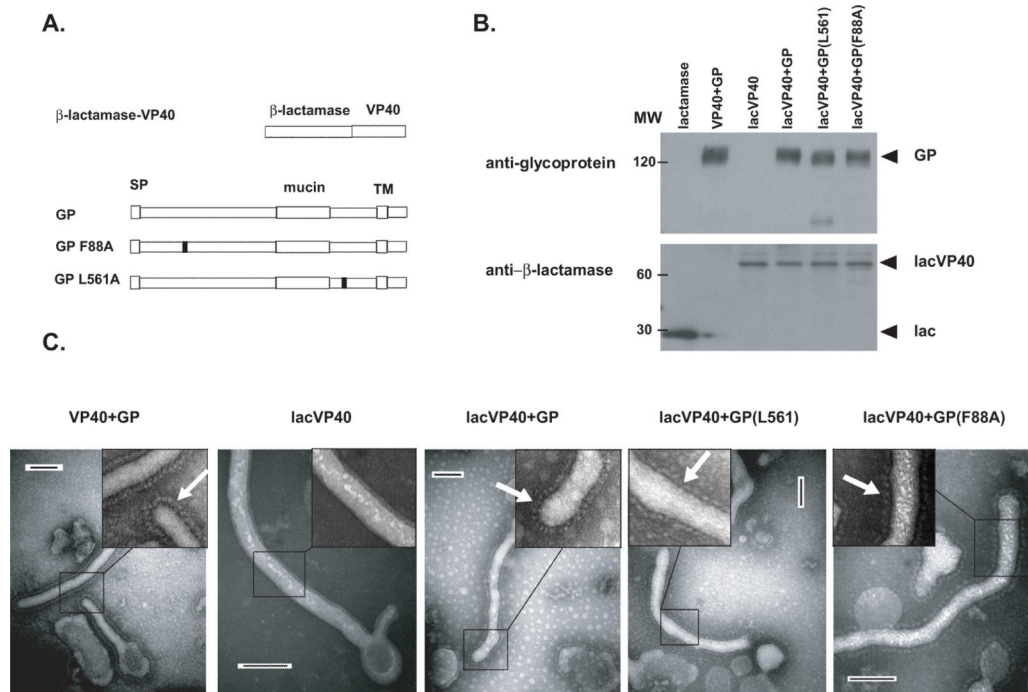 A.
β-lactamase-VP40
β-lactamase VP40
SP mucin TM
GP
GP F88A
GP L561A
B.
lactamase
VP40+GP
lacVP40
lacVP40+GP
lacVP40+GP(L561)
lacVP40+GP(F88A)
MW
anti-glycoprotein
120
GP
anti–β-lactamase
60
30
lacVP40
lac
C.
VP40+GP
lacVP40
lacVP40+GP
lacVP40+GP(L561)
lacVP40+GP(F88A)